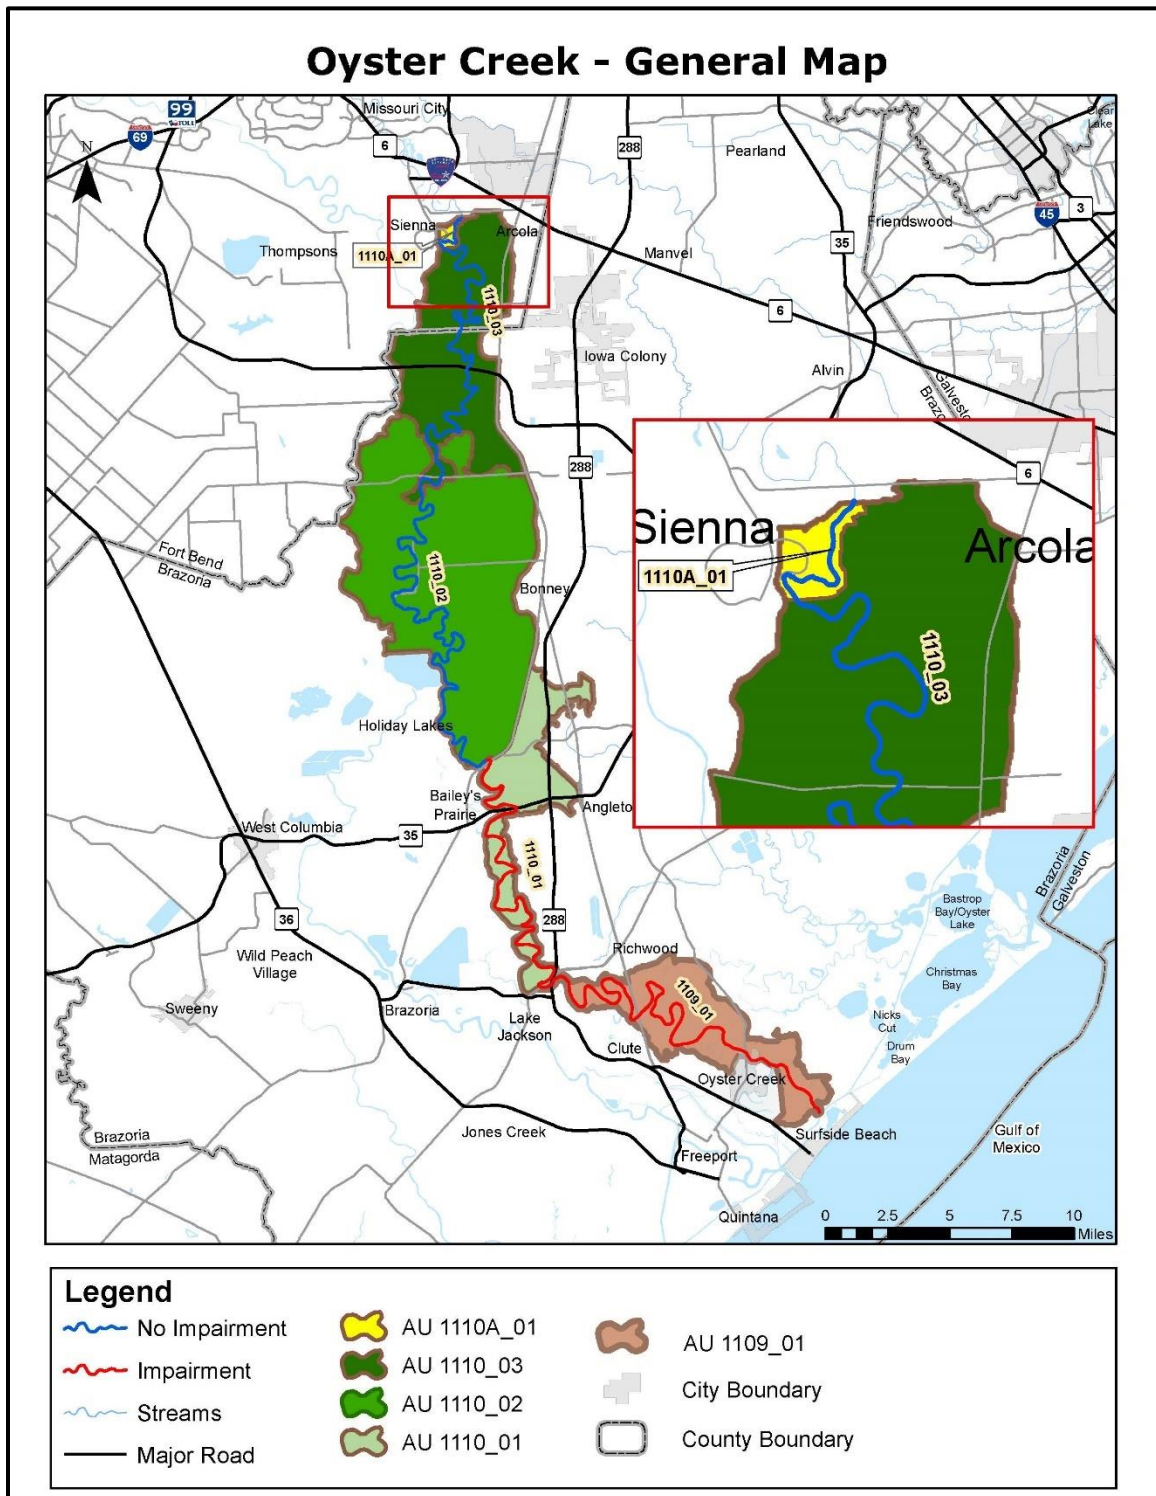 Oyster Creek - General Map
99
TOLL
Missouri City
69
N
6
288
Pearland
Clear
Lake
Sienna
Arcola
Friendswood
45
3
Thompsons
1110A_01
35
Manvel
1110_03
6
Iowa Colony
Alvin
Galveston
288
6
Sienna
Arcola
1110A_01
Fort Bend
Brazoria
1110_02
Bonney
1110_03
Holiday Lakes
Bailey's
Prairie
Angleto
West Columbia
35
1110_01
Brazoria
Galveston
36
288
Bastrop
Bay/Oyster
Lake
Wild Peach
Village
Richwood
Christmas
Bay
1109_01
Sweeny
Brazoria
Lake
Jackson
Nicks
Cut
Clute
Drum
Bay
Oyster Creek
Brazoria
Matagorda
Jones Creek
Surfside Beach
Gulf of
Mexico
Freeport
Quintana
0 2.5 5 7.5 10
Miles
Legend
No Impairment
Impairment
Streams
Major Road
AU 1110A_01
AU 1110_03
AU 1110_02
AU 1110_01
AU 1109_01
City Boundary
County Boundary